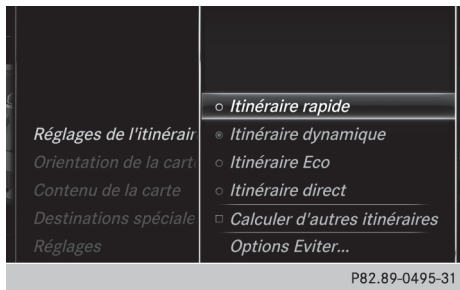 Itinéraire rapide
Réglages de l'itinérair
Itinéraire dynamique
Orientation de la cart
Itinéraire Eco
Contenu de la carte
Itinéraire direct
Destinations spéciale
Calculer d'autres itinéraires
Réglages
Options Eviter...
P82.89-0495-31